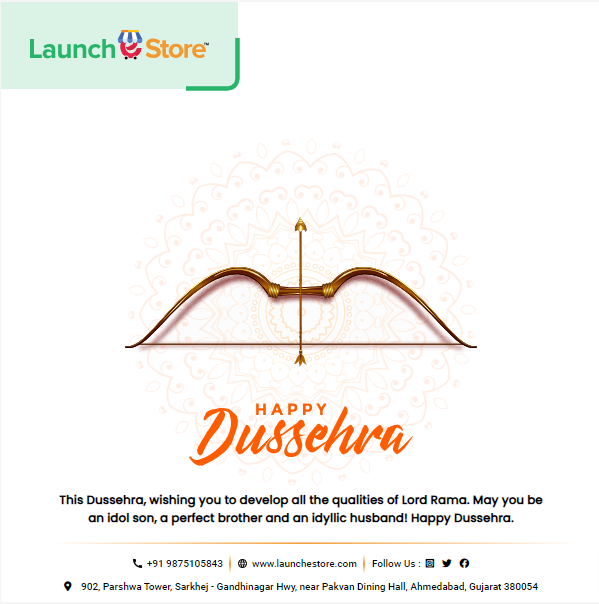 Launch e Store™
HAPPY
Dussehra
This Dussehra, wishing you to develop all the qualities of Lord Rama. May you be
an idol son, a perfect brother and an idyllic husband! Happy Dussehra.
+91 9875105843 www.launchestore.com Follow Us :
902, Parshwa Tower, Sarkhej - Gandhinagar Hwy, near Pakvan Dining Hall, Ahmedabad, Gujarat 380054